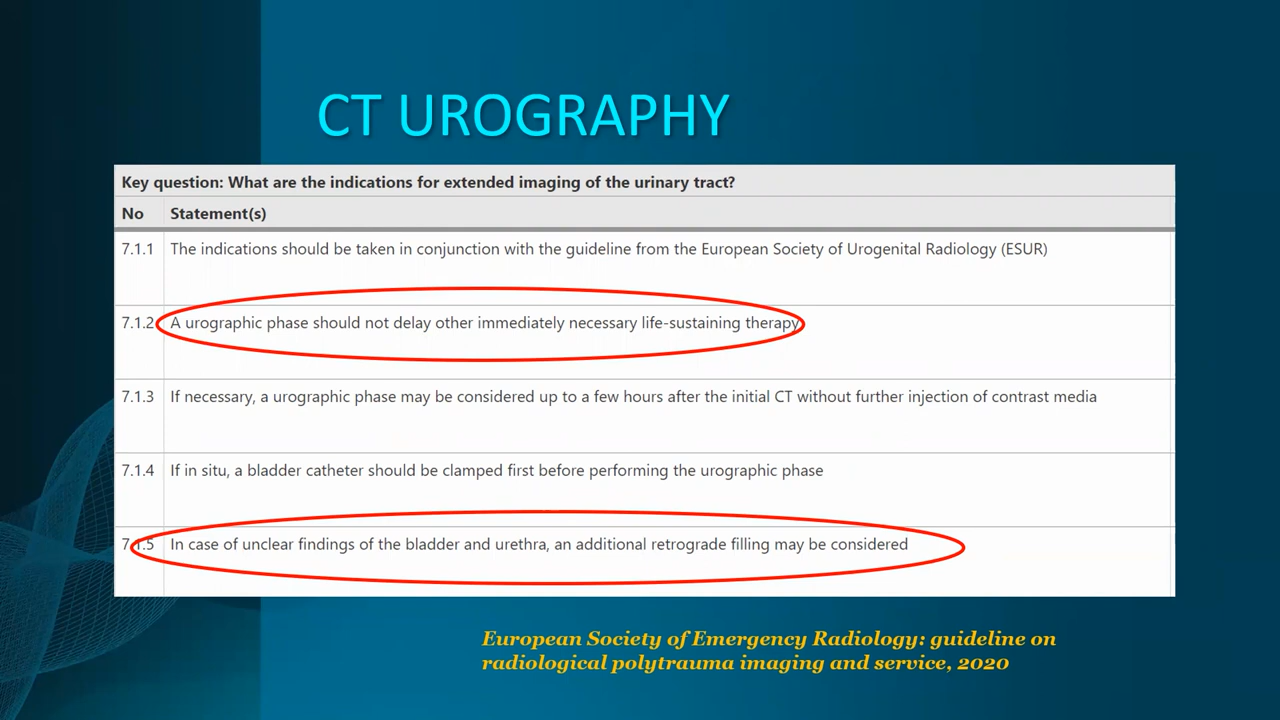 CT UROGRAPHY
Key question: What are the indications for extended imaging of the urinary tract?
No Statement(s)
7.1.1 The indications should be taken in conjunction with the guideline from the European Society of Urogenital Radiology (ESUR)
7.1.2 A urographic phase should not delay other immediately necessary life-sustaining therapy
7.1.3 If necessary, a urographic phase may be considered up to a few hours after the initial CT without further injection of contrast media
7.1.4 If in situ, a bladder catheter should be clamped first before performing the urographic phase
7.1.5 In case of unclear findings of the bladder and urethra, an additional retrograde filling may be considered
European Society of Emergency Radiology: guideline on
radiological polytrauma imaging and service, 2020